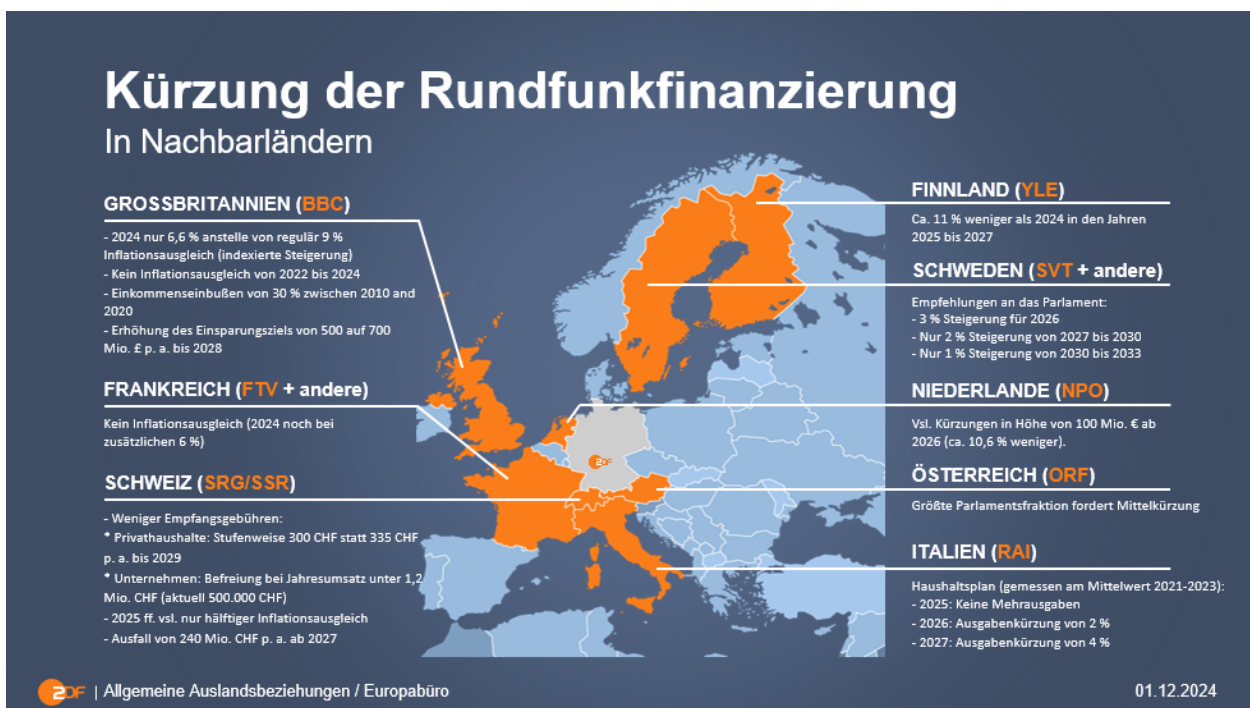 Kürzung der Rundfunkfinanzierung
In Nachbarländern
GROSSBRITANNIEN (BBC)
- 2024 nur 6,6 % anstelle von regulär 9 %
Inflationsausgleich (indexierte Steigerung)
- Kein Inflationsausgleich von 2022 bis 2024
- Einkommenseinbußen von 30 % zwischen 2010 and
2020
- Erhöhung des Einsparungsziels von 500 auf 700
Mio. £ p. a. bis 2028
FRANKREICH (FTV + andere)
Kein Inflationsausgleich (2024 noch bei
zusätzlichen 6 %)
SCHWEIZ (SRG/SSR)
- Weniger Empfangsgebühren:
* Privathaushalte: Stufenweise 300 CHF statt 335 CHF
p. a. bis 2029
* Unternehmen: Befreiung bei Jahresumsatz unter 1,2
Mio. CHF (aktuell 500.000 CHF)
- 2025 ff. vsl. nur hälftiger Inflationsausgleich
- Ausfall von 240 Mio. CHF p. a. ab 2027
ZDF
FINNLAND (YLE)
Ca. 11 % weniger als 2024 in den Jahren
2025 bis 2027
SCHWEDEN (SVT + andere)
Empfehlungen an das Parlament:
- 3 % Steigerung für 2026
- Nur 2 % Steigerung von 2027 bis 2030
- Nur 1 % Steigerung von 2030 bis 2033
NIEDERLANDE (NPO)
Vsl. Kürzungen in Höhe von 100 Mio. € ab
2026 (ca. 10,6 % weniger).
ÖSTERREICH (ORF)
Größte Parlamentsfraktion fordert Mittelkürzung
ITALIEN (RAI)
Haushaltsplan (gemessen am Mittelwert 2021-2023):
- 2025: Keine Mehrausgaben
- 2026: Ausgabenkürzung von 2 %
- 2027: Ausgabenkürzung von 4 %
ZDF | Allgemeine Auslandsbeziehungen / Europabüro
01.12.2024